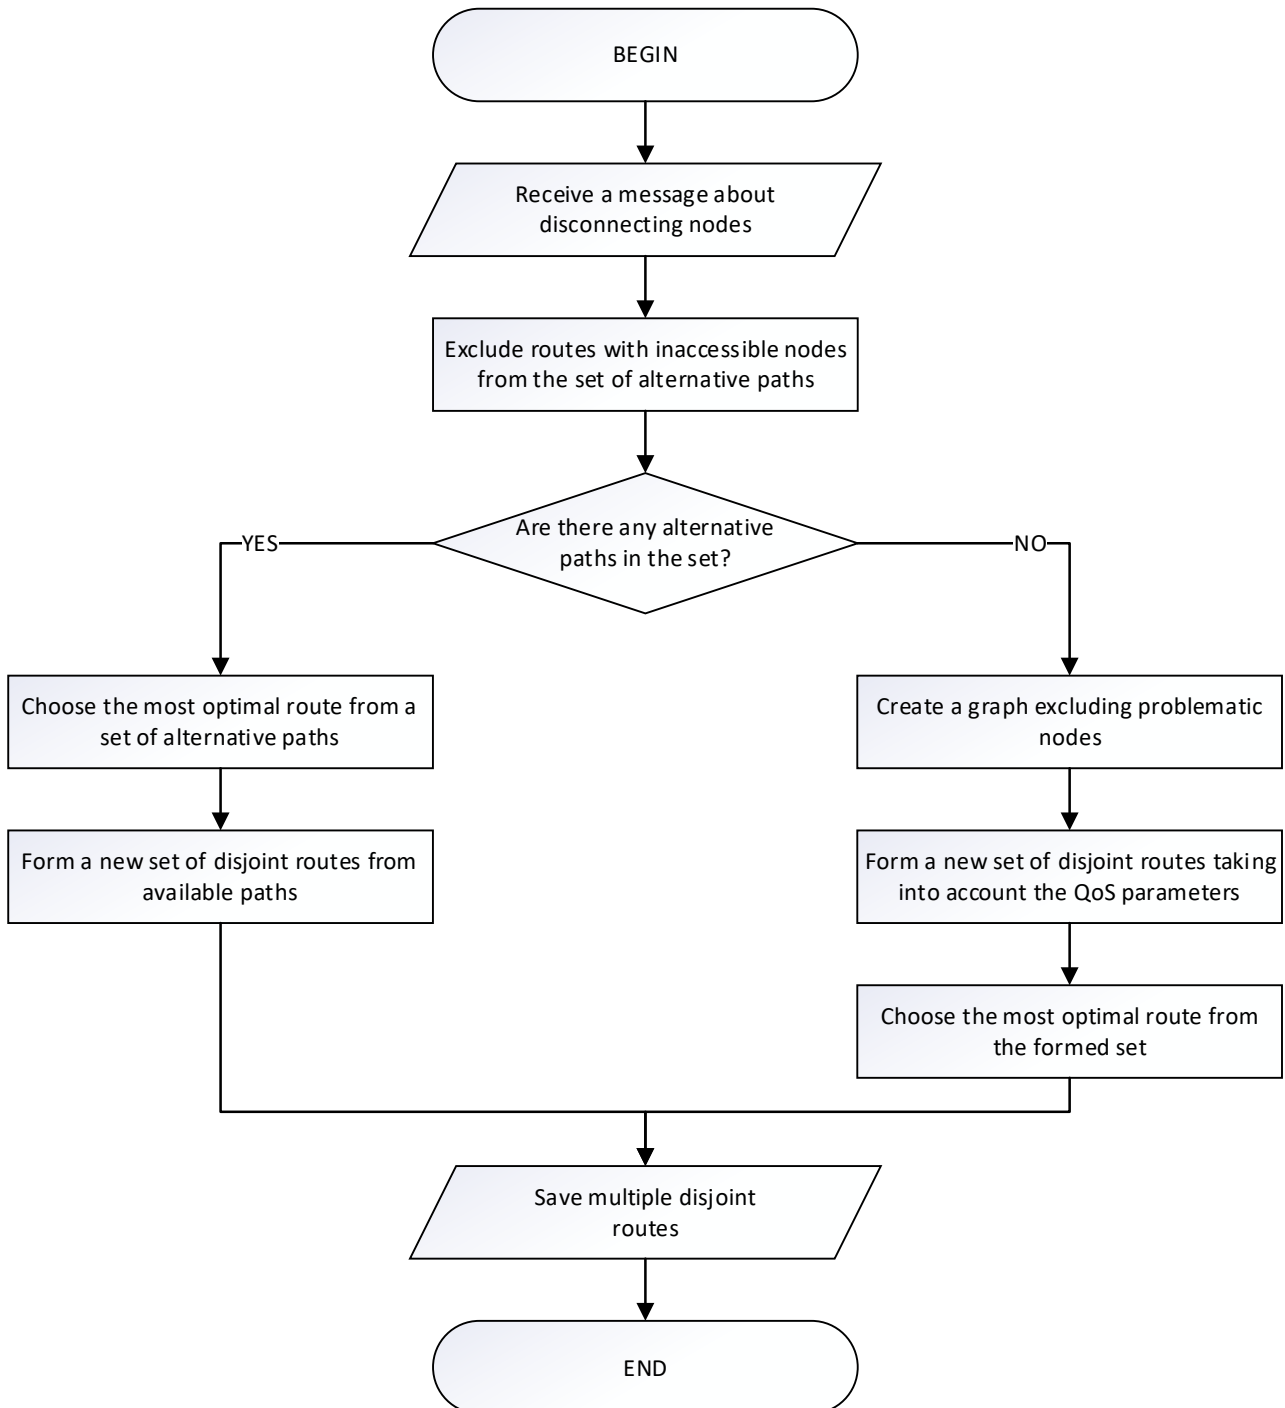 BEGIN
Receive a message about
disconnecting nodes
Exclude routes with inaccessible nodes
from the set of alternative paths
Are there any alternative
paths in the set?
YES
NO
Choose the most optimal route from a
set of alternative paths
Create a graph excluding problematic
nodes
Form a new set of disjoint routes from
available paths
Form a new set of disjoint routes taking
into account the QoS parameters
Choose the most optimal route from
the formed set
Save multiple disjoint
routes
END